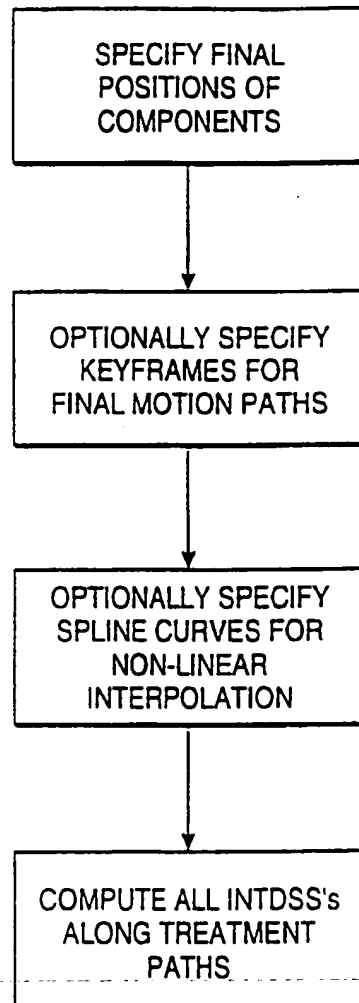 SPECIFY FINAL
POSITIONS OF
COMPONENTS
OPTIONALLY SPECIFY
KEYFRAMES FOR
FINAL MOTION PATHS
OPTIONALLY SPECIFY
SPLINE CURVES FOR
NON-LINEAR
INTERPOLATION
COMPUTE ALL INTDSS's
ALONG TREATMENT
PATHS